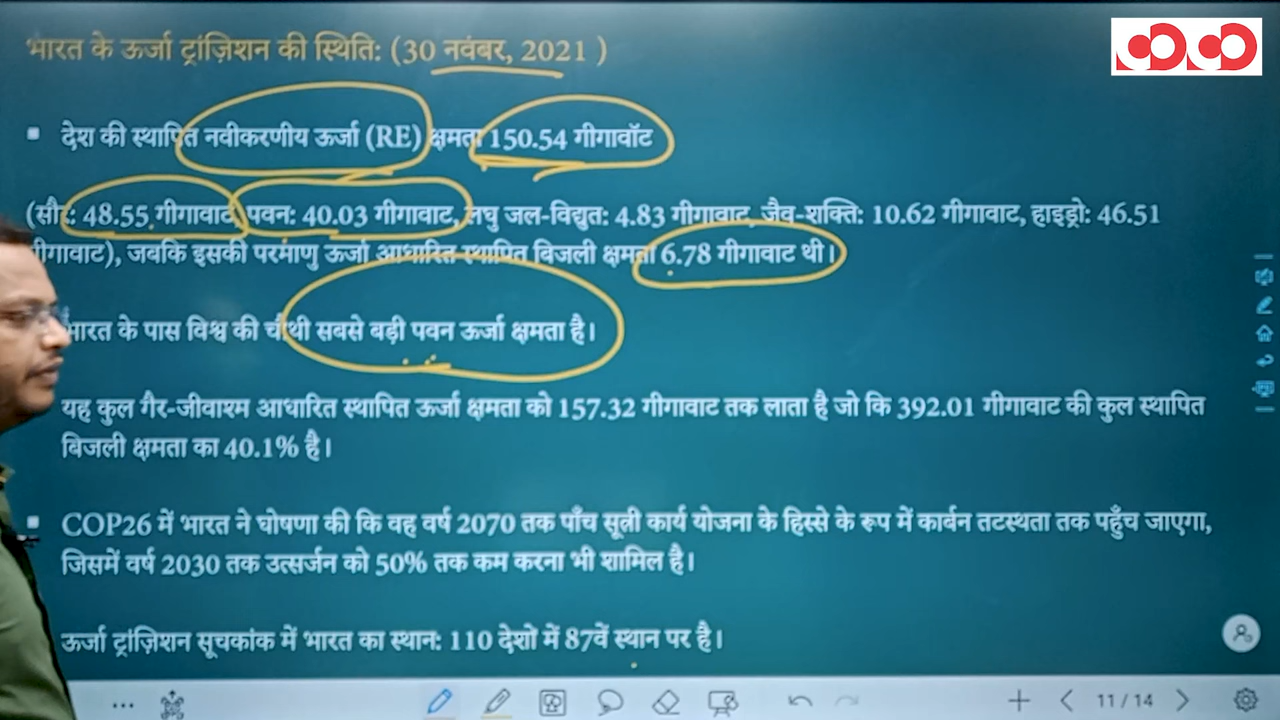 भारत के ऊर्जा ट्रांज़िशन की स्थिति: (30 नवंबर, 2021 )
देश की स्थापित नवीकरणीय ऊर्जा (RE) क्षमता 150.54 गीगावॉट
(सौर: 48.55 गीगावाट, पवन: 40.03 गीगावाट, लघु जल-विद्युत: 4.83 गीगावाट, जैव-शक्ति: 10.62 गीगावाट, हाइड्रो: 46.51
गीगावाट), जबकि इसकी परमाणु ऊर्जा आधारित स्थापित बिजली क्षमता 6.78 गीगावाट थी।
भारत के पास विश्व की चौथी सबसे बड़ी पवन ऊर्जा क्षमता है।
यह कुल गैर-जीवाश्म आधारित स्थापित ऊर्जा क्षमता को 157.32 गीगावाट तक लाता है जो कि 392.01 गीगावाट की कुल स्थापित
बिजली क्षमता का 40.1% है।
COP26 में भारत ने घोषणा की कि वह वर्ष 2070 तक पाँच सूत्री कार्य योजना के हिस्से के रूप में कार्बन तटस्थता तक पहुँच जाएगा,
जिसमें वर्ष 2030 तक उत्सर्जन को 50% तक कम करना भी शामिल है।
ऊर्जा ट्रांज़िशन सूचकांक में भारत का स्थान: 110 देशों में 87वें स्थान पर है।
11 / 14